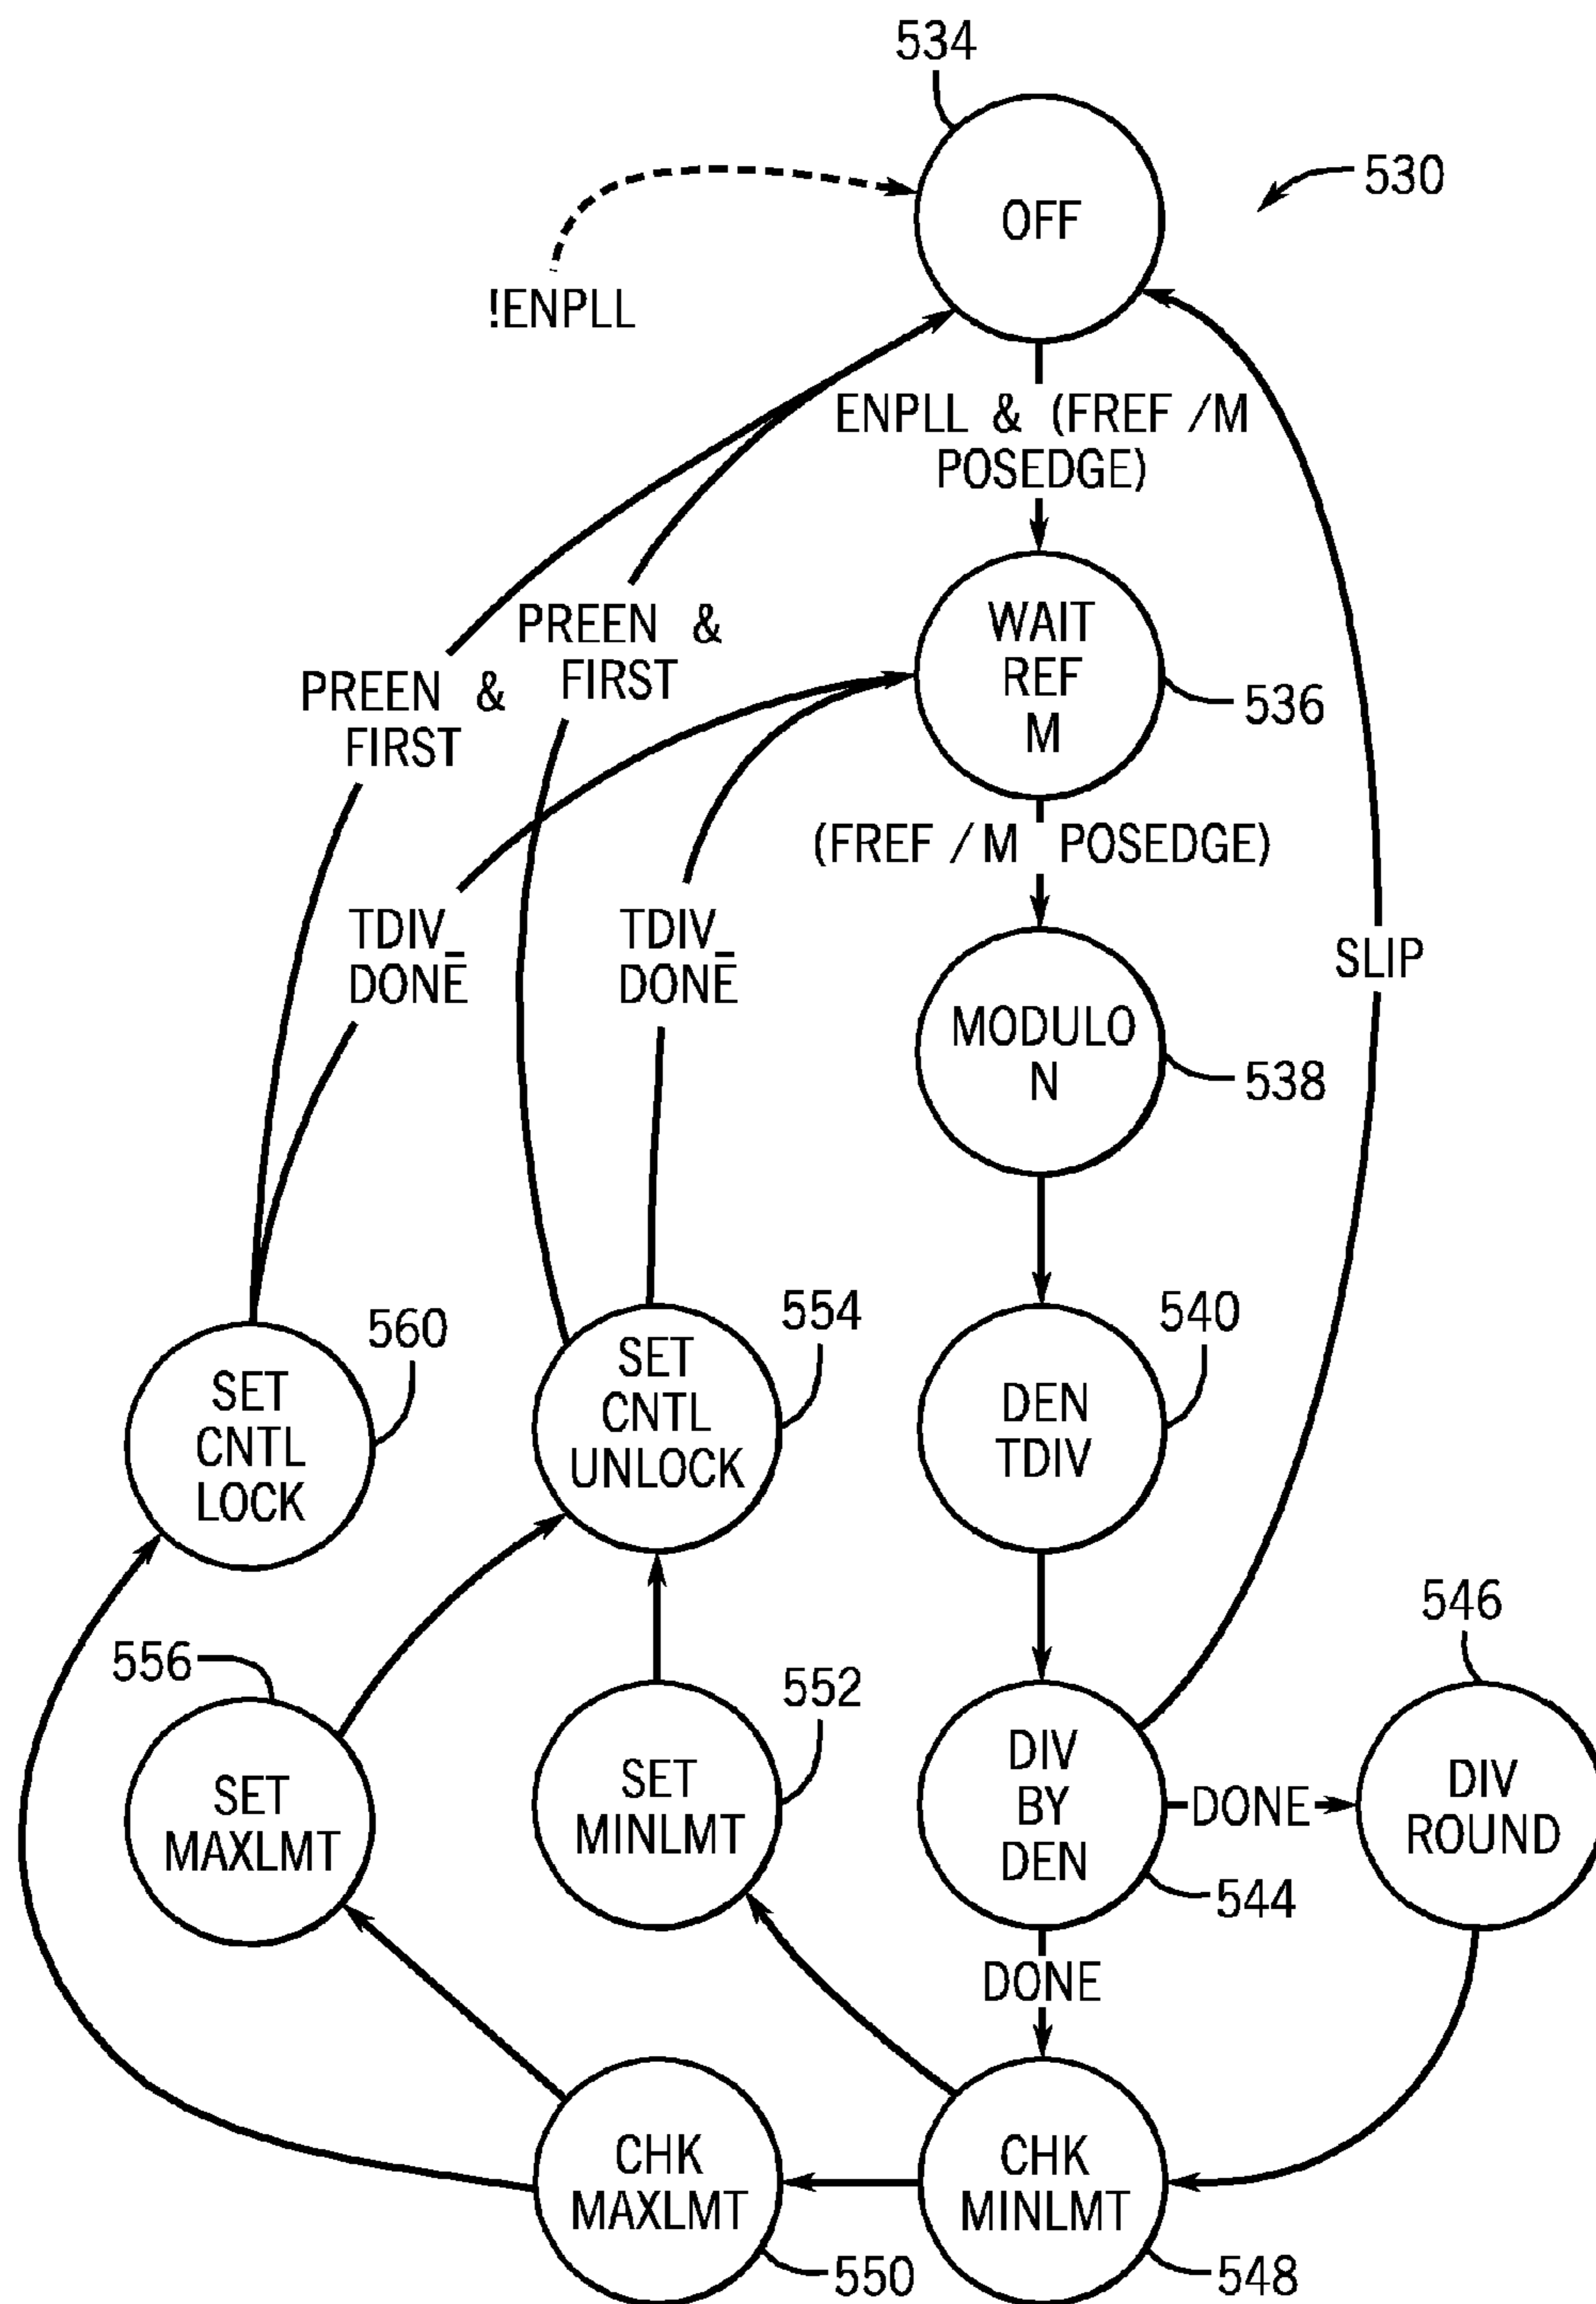 534
530
OFF
!ENPLL
ENPLL & (FREF /M
POSEDGE)
PREEN &
FIRST
PREEN &
FIRST
WAIT
REF
M
536
(FREF /M POSEDGE)
TDIV_
DONE
TDIV_
DONE
SLIP
MODULO
N
538
560
554
540
SET
CNTL
LOCK
SET
CNTL
UNLOCK
DEN
TDIV
546
556
552
SET
MAXLMT
SET
MINLMT
DIV
BY
DEN
DONE
DIV
ROUND
544
DONE
CHK
MAXLMT
CHK
MINLMT
550
548